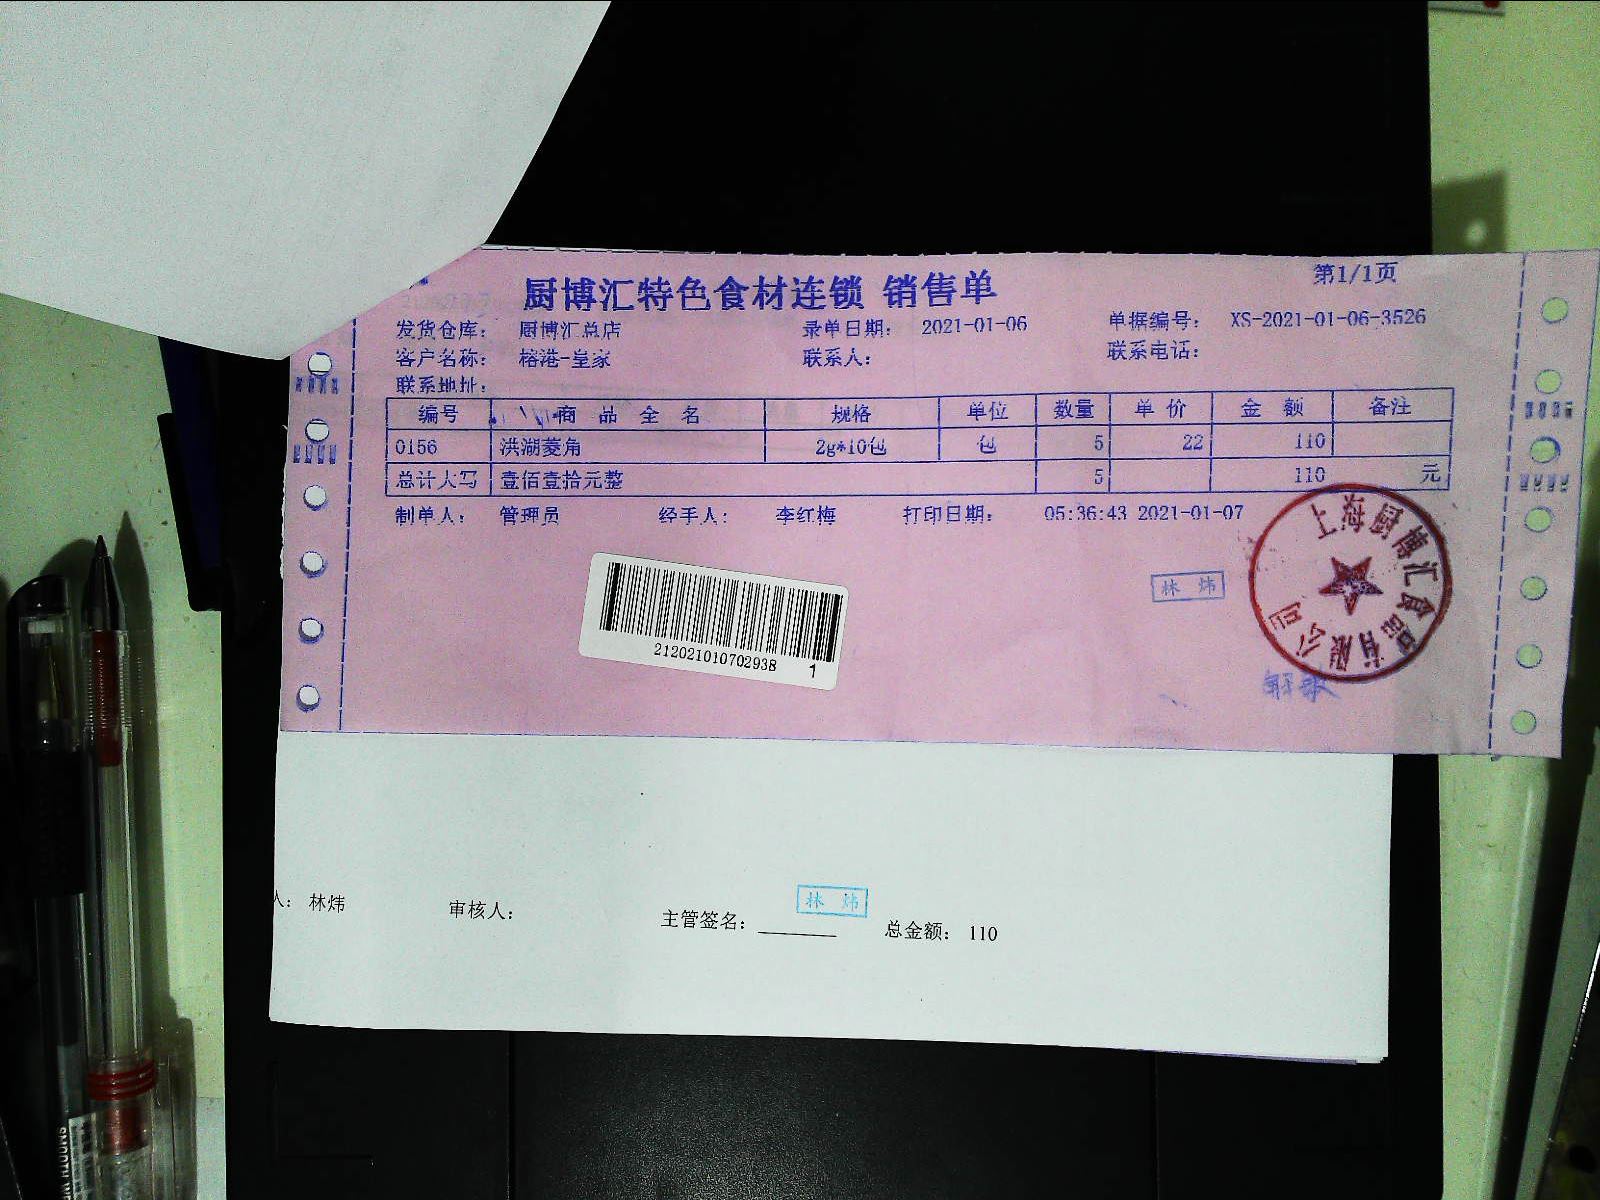 第1/1页
厨博汇特色食材连锁 销售单
发货仓库： 厨博汇总店 录单日期： 2021-01-06 单据编号： XS-2021-01-06-3526
客户名称： 榕港-皇家 联系人： 联系电话：
联系地址：
编号 商品全名 规格 单位 数量 单价 金额 备注
0156 洪湖菱角 2g*10包 包 5 22 110
总计大写 壹佰壹拾元整 5 110 元
制单人： 管理员 经手人： 李红梅 打印日期： 05:36:43 2021-01-07
上海厨博汇食品有限公司
林炜
212021010702938 1
林炜
人： 林炜 审核人： 主管签名： 总金额： 110